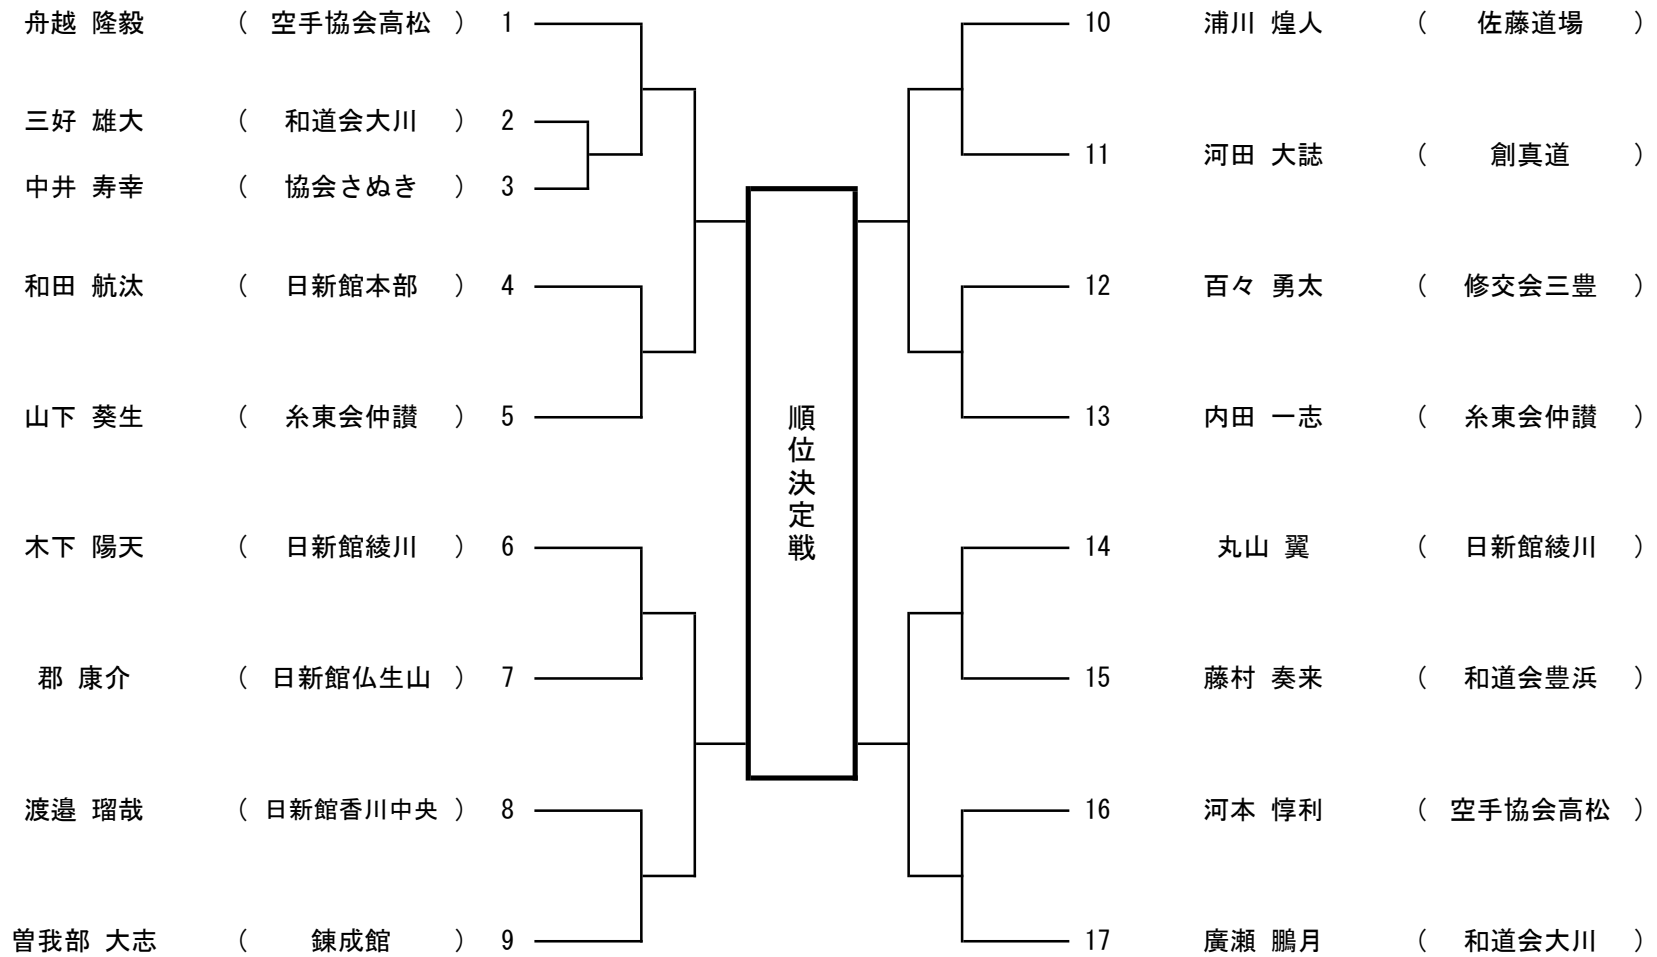 舟越 隆毅 ( 空手協会高松 ) 1
三好 雄大 ( 和道会大川 ) 2
中井 寿幸 ( 協会さぬき ) 3
和田 航汰 ( 日新館本部 ) 4
山下 葵生 ( 糸東会仲讃 ) 5
木下 陽天 ( 日新館綾川 ) 6
郡 康介 ( 日新館仏生山 ) 7
渡邉 瑠哉 ( 日新館香川中央 ) 8
曽我部 大志 ( 錬成館 ) 9
順位決定戦
10 浦川 煌人 ( 佐藤道場 )
11 河田 大誌 ( 創真道 )
12 百々 勇太 ( 修交会三豊 )
13 内田 一志 ( 糸東会仲讃 )
14 丸山 翼 ( 日新館綾川 )
15 藤村 奏来 ( 和道会豊浜 )
16 河本 惇利 ( 空手協会高松 )
17 廣瀬 鵬月 ( 和道会大川 )